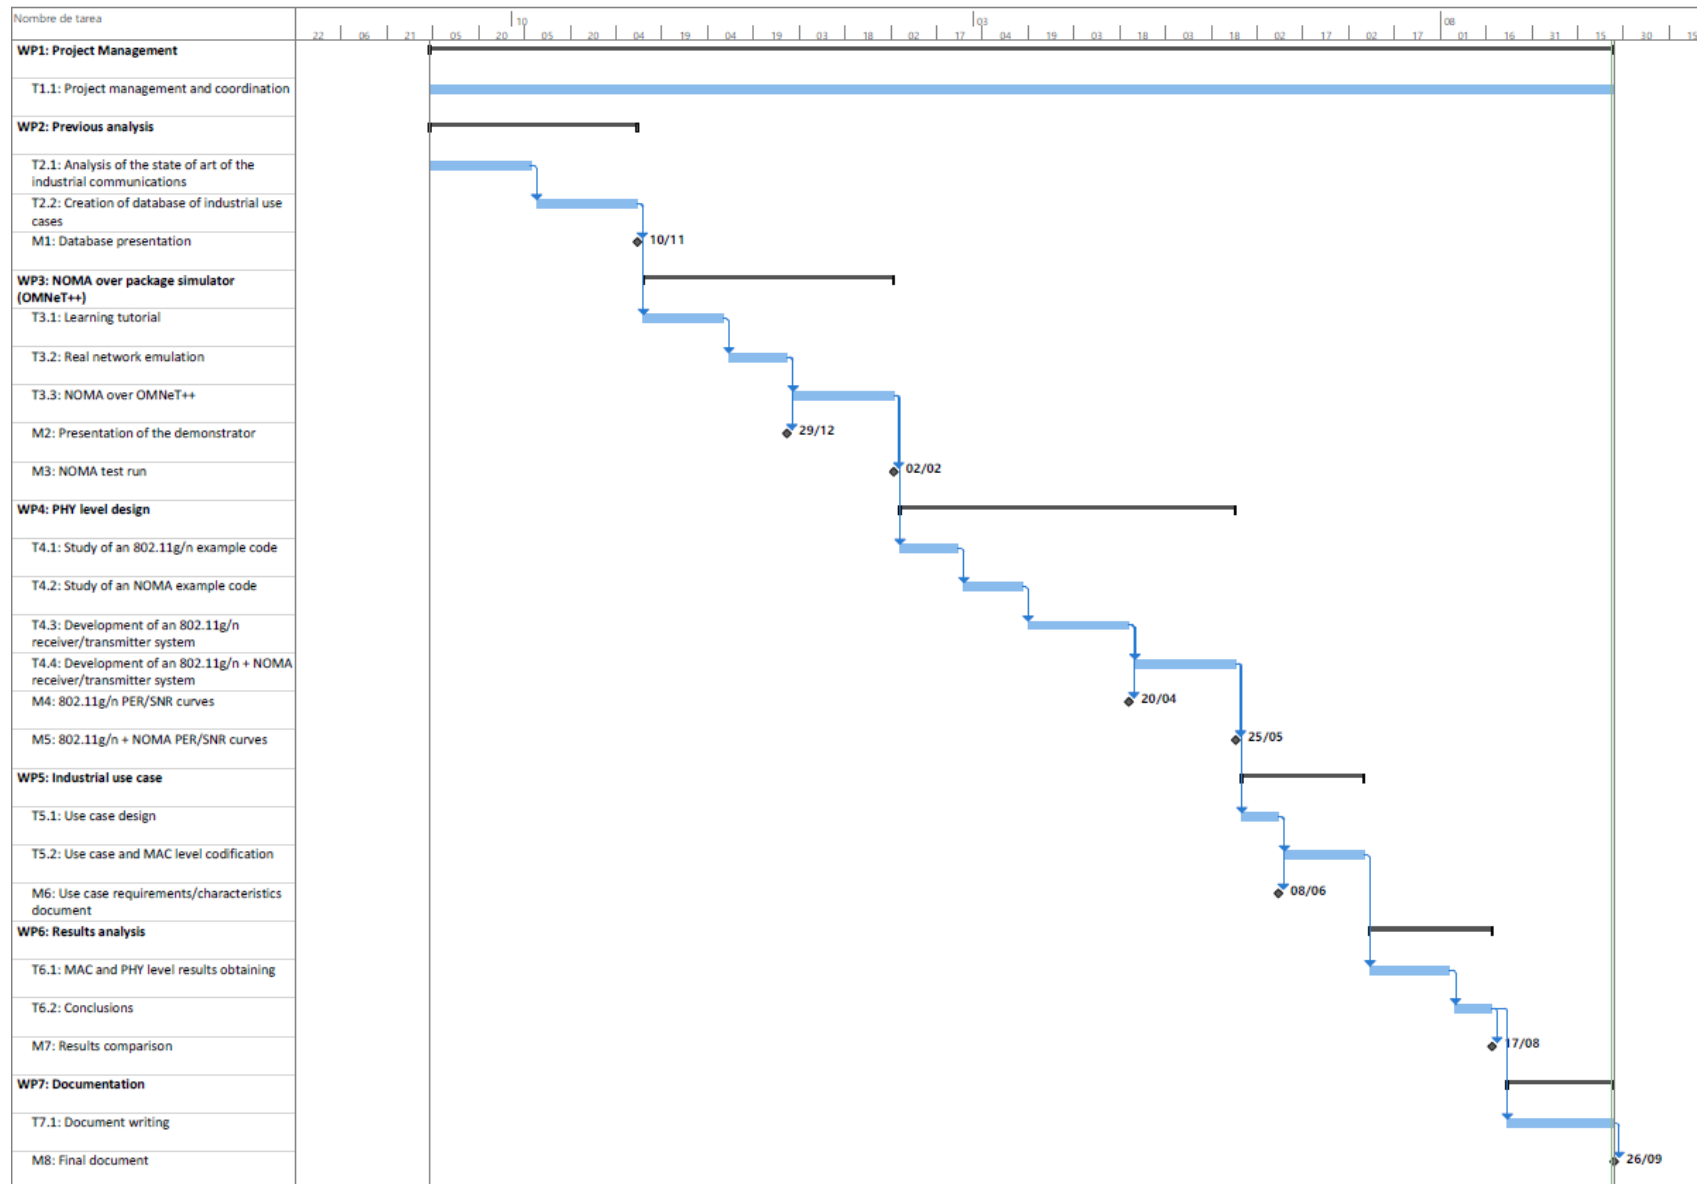 Nombre de tarea
10 03 08
22 06 21 05 20 05 20 04 19 04 19 03 18 02 17 04 19 03 18 03 18 02 17 02 17 01 16 31 15 30 15
WP1: Project Management
T1.1: Project management and coordination
WP2: Previous analysis
T2.1: Analysis of the state of art of the
industrial communications
T2.2: Creation of database of industrial use
cases
M1: Database presentation
10/11
WP3: NOMA over package simulator
(OMNeT++)
T3.1: Learning tutorial
T3.2: Real network emulation
T3.3: NOMA over OMNeT++
M2: Presentation of the demonstrator
29/12
M3: NOMA test run
02/02
WP4: PHY level design
T4.1: Study of an 802.11g/n example code
T4.2: Study of an NOMA example code
T4.3: Development of an 802.11g/n
receiver/transmitter system
T4.4: Development of an 802.11g/n + NOMA
receiver/transmitter system
M4: 802.11g/n PER/SNR curves
20/04
M5: 802.11g/n + NOMA PER/SNR curves
25/05
WP5: Industrial use case
T5.1: Use case design
T5.2: Use case and MAC level codification
M6: Use case requirements/characteristics
document
08/06
WP6: Results analysis
T6.1: MAC and PHY level results obtaining
T6.2: Conclusions
M7: Results comparison
17/08
WP7: Documentation
T7.1: Document writing
M8: Final document
26/09